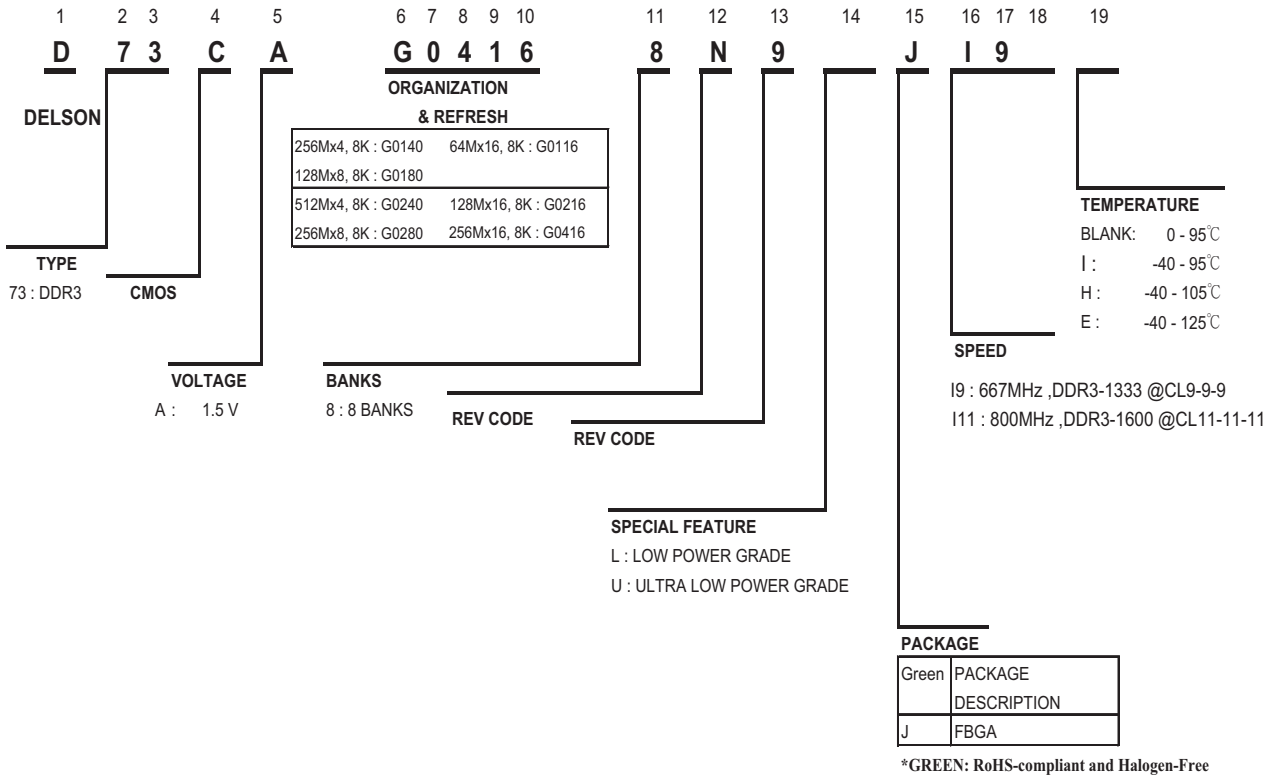 1 2 3 4 5 6 7 8 9 10 11 12 13 14 15 16 17 18 19
D 7 3 C A G 0 4 1 6 8 N 9 J I 9
DELSON
ORGANIZATION
& REFRESH
256Mx4, 8K : G0140 64Mx16, 8K : G0116
128Mx8, 8K : G0180
512Mx4, 8K : G0240 128Mx16, 8K : G0216
256Mx8, 8K : G0280 256Mx16, 8K : G0416
TYPE
73 : DDR3
CMOS
VOLTAGE
A : 1.5 V
BANKS
8 : 8 BANKS
REV CODE
REV CODE
TEMPERATURE
BLANK: 0 - 95℃
I : -40 - 95℃
H : -40 - 105℃
E : -40 - 125℃
SPEED
I9 : 667MHz ,DDR3-1333 @CL9-9-9
I11 : 800MHz ,DDR3-1600 @CL11-11-11
SPECIAL FEATURE
L : LOW POWER GRADE
U : ULTRA LOW POWER GRADE
PACKAGE
Green PACKAGE
DESCRIPTION
J FBGA
*GREEN: RoHS-compliant and Halogen-Free